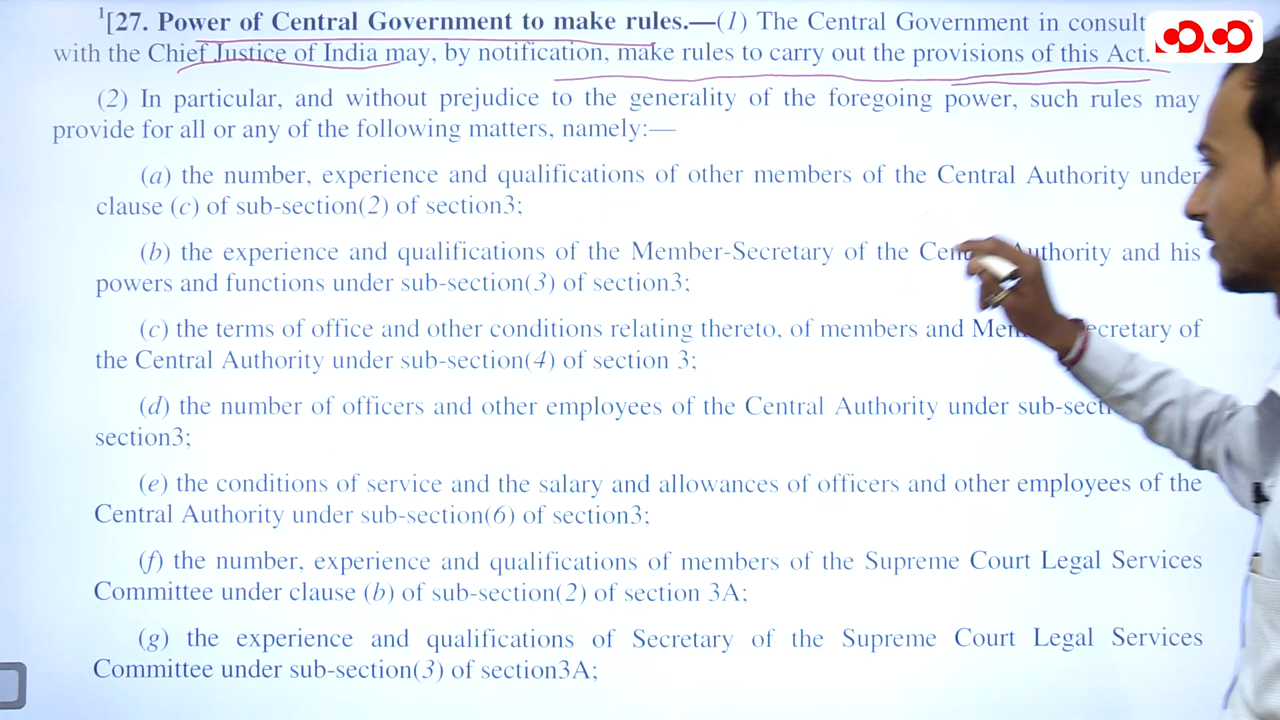 ¹[27. Power of Central Government to make rules.—(1) The Central Government in consult
with the Chief Justice of India may, by notification, make rules to carry out the provisions of this Act.
(2) In particular, and without prejudice to the generality of the foregoing power, such rules may
provide for all or any of the following matters, namely:—
(a) the number, experience and qualifications of other members of the Central Authority under
clause (c) of sub-section(2) of section3;
(b) the experience and qualifications of the Member-Secretary of the Cen Authority and his
powers and functions under sub-section(3) of section3;
(c) the terms of office and other conditions relating thereto, of members and Mem ecretary of
the Central Authority under sub-section(4) of section 3;
(d) the number of officers and other employees of the Central Authority under sub-secti
section3;
(e) the conditions of service and the salary and allowances of officers and other employees of the
Central Authority under sub-section(6) of section3;
(f) the number, experience and qualifications of members of the Supreme Court Legal Services
Committee under clause (b) of sub-section(2) of section 3A;
(g) the experience and qualifications of Secretary of the Supreme Court Legal Services
Committee under sub-section(3) of section3A;